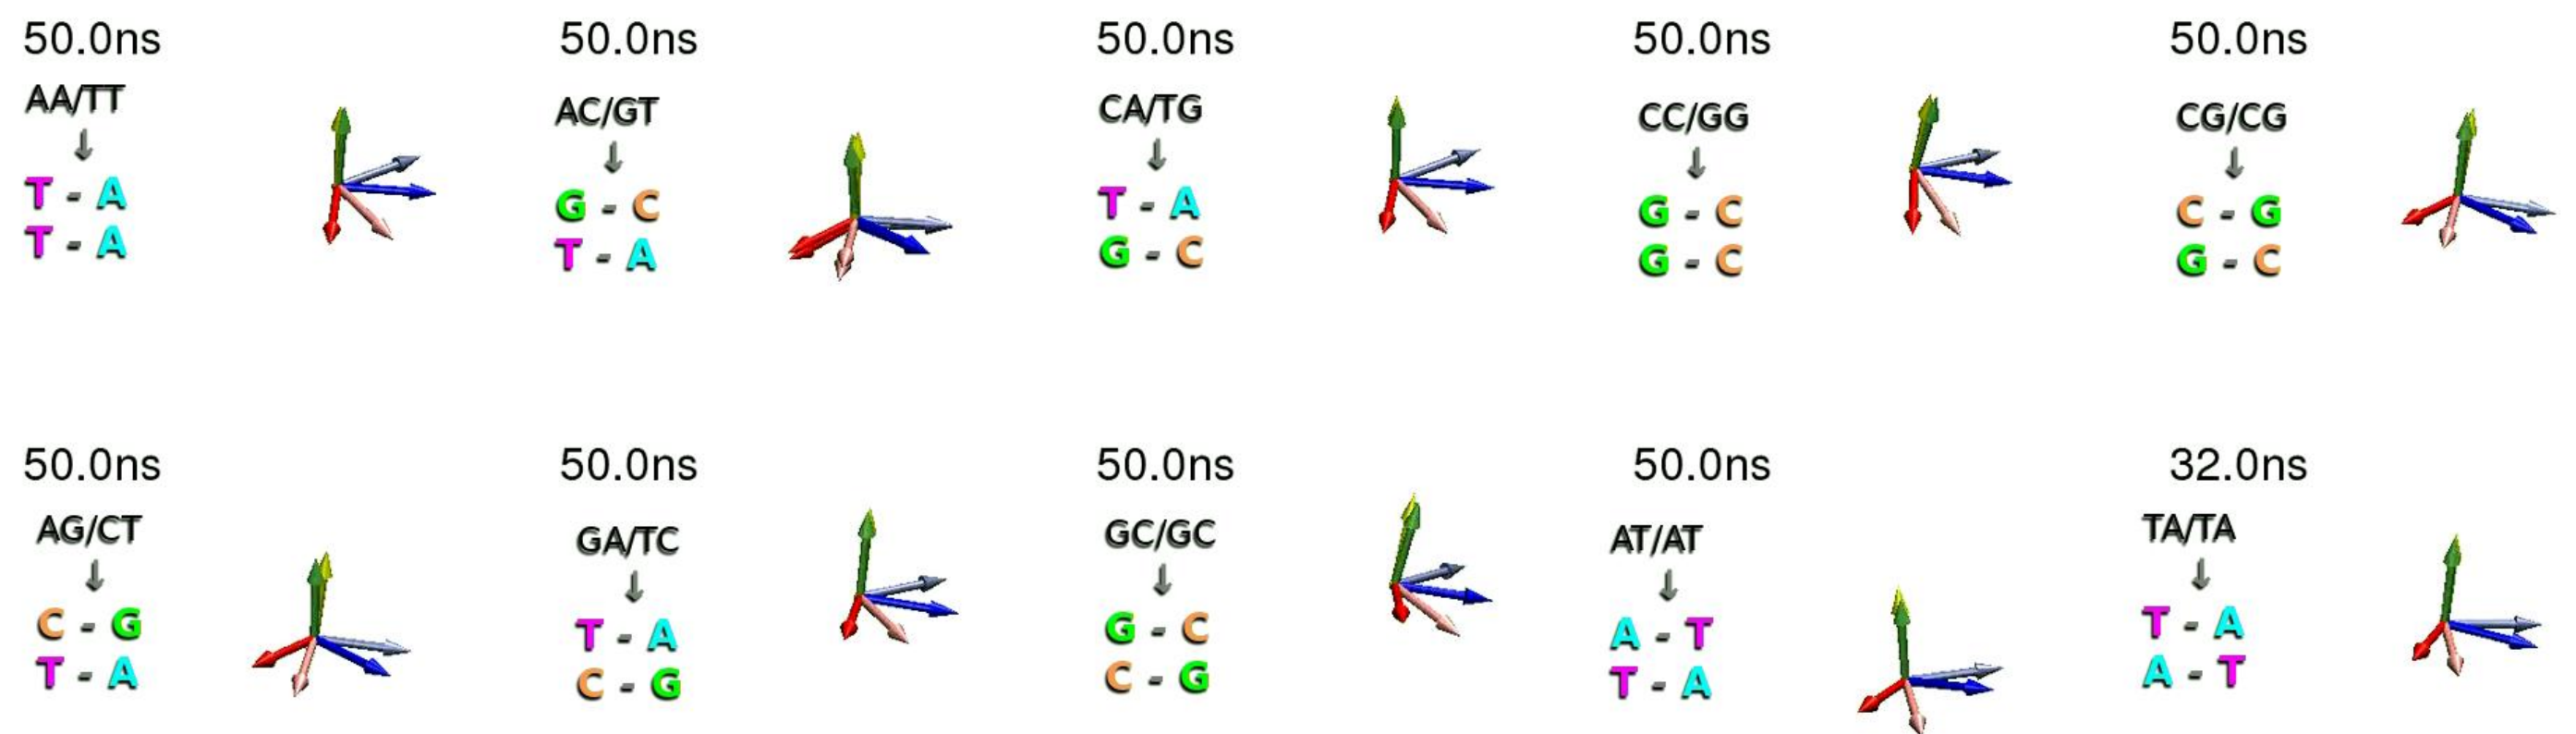 50.0ns
AA/TT
T - A
T - A
50.0ns
AC/GT
G - C
T - A
50.0ns
CA/TG
T - A
G - C
50.0ns
CC/GG
G - C
G - C
50.0ns
CG/CG
C - G
G - C
50.0ns
AG/CT
C - G
T - A
50.0ns
GA/TC
T - A
C - G
50.0ns
GC/GC
G - C
C - G
50.0ns
AT/AT
A - T
T - A
32.0ns
TA/TA
T - A
A - T